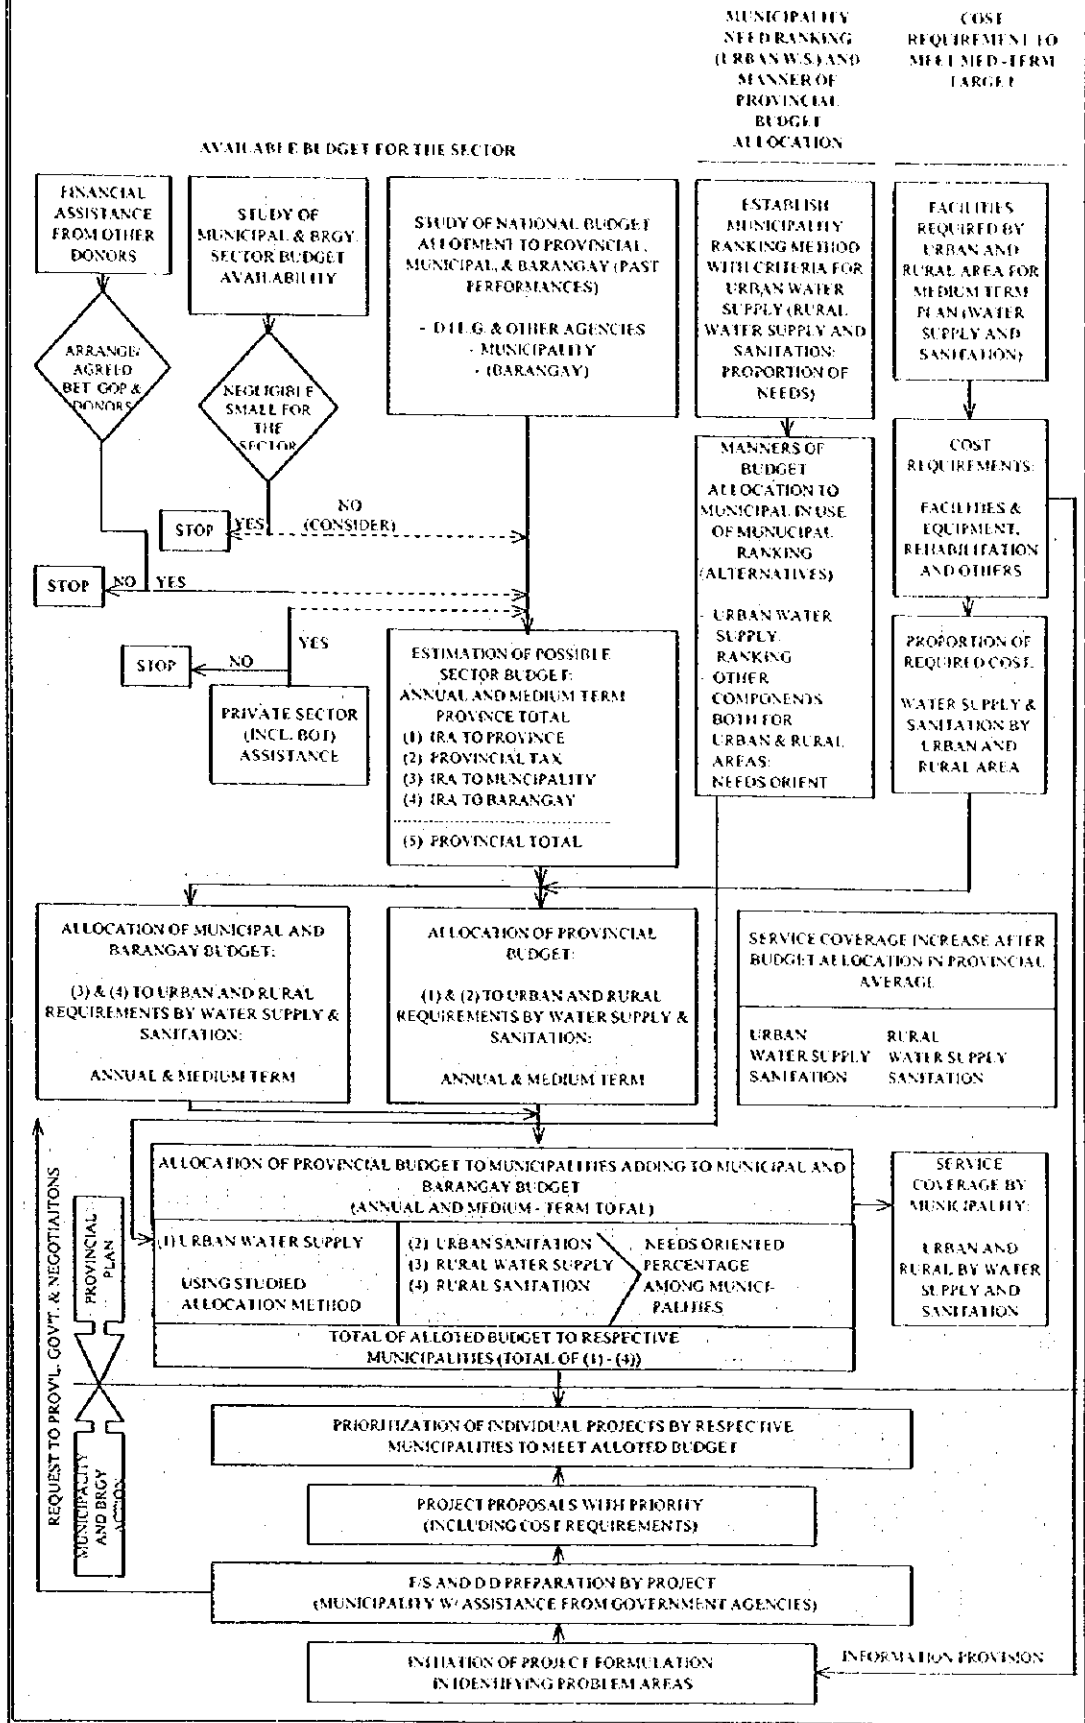 MUNICIPALITY
NEED RANKING
(URBAN W.S.) AND
MANNER OF
PROVINCIAL
BUDGET
ALLOCATION
COST
REQUIREMENT TO
MEET MED-TERM
TARGET
AVAILABLE BUDGET FOR THE SECTOR
FINANCIAL
ASSISTANCE
FROM OTHER
DONORS
STUDY OF
MUNICIPAL & BRGY.
SECTOR BUDGET
AVAILABILITY
STUDY OF NATIONAL BUDGET
ALLOTMENT TO PROVINCIAL,
MUNICIPAL, & BARANGAY (PAST
PERFORMANCES)
- DILG & OTHER AGENCIES
- MUNICIPALITY
- (BARANGAY)
ESTABLISH
MUNICIPALITY
RANKING METHOD
WITH CRITERIA FOR
URBAN WATER
SUPPLY (RURAL
WATER SUPPLY AND
SANITATION:
PROPORTION OF
NEEDS)
FACILITIES
REQUIRED BY
URBAN AND
RURAL AREA FOR
MEDIUM TERM
PLAN (WATER
SUPPLY AND
SANITATION)
ARRANGE/
AGREED
BET. GOP &
DONORS
NEGLIGIBLE
SMALL FOR
THE
SECTOR
MANNERS OF
BUDGET
ALLOCATION TO
MUNICIPAL IN USE
OF MUNUCIPAL
RANKING
(ALTERNATIVES)
- URBAN WATER
SUPPLY:
RANKING
- OTHER
COMPONENTS
BOTH FOR
URBAN & RURAL
AREAS:
NEEDS ORIENT
COST
REQUIREMENTS:
FACILITIES &
EQUIPMENT,
REHABILITATION
AND OTHERS
STOP
YES
NO
(CONSIDER)
STOP
NO
YES
YES
STOP
NO
PRIVATE SECTOR
(INCL. BOT)
ASSISTANCE
ESTIMATION OF POSSIBLE
SECTOR BUDGET:
ANNUAL AND MEDIUM TERM
PROVINCE TOTAL
(1) IRA TO PROVINCE
(2) PROVINCIAL TAX
(3) IRA TO MUNCIPALITY
(4) IRA TO BARANGAY
(5) PROVINCIAL TOTAL
PROPORTION OF
REQUIRED COST:
WATER SUPPLY &
SANITATION BY
URBAN AND
RURAL AREA
ALLOCATION OF MUNICIPAL AND
BARANGAY BUDGET:
(3) & (4) TO URBAN AND RURAL
REQUIREMENTS BY WATER SUPPLY &
SANITATION:
ANNUAL & MEDIUM TERM
ALLOCATION OF PROVINCIAL
BUDGET:
(1) & (2) TO URBAN AND RURAL
REQUIREMENTS BY WATER SUPPLY &
SANITATION:
ANNUAL & MEDIUM TERM
SERVICE COVERAGE INCREASE AFTER
BUDGET ALLOCATION IN PROVINCIAL
AVERAGE
URBAN
WATER SUPPLY
SANITATION
RURAL
WATER SUPPLY
SANITATION
ALLOCATION OF PROVINCIAL BUDGET TO MUNICIPALITIES ADDING TO MUNICIPAL AND
BARANGAY BUDGET
(ANNUAL AND MEDIUM - TERM TOTAL)
(1) URBAN WATER SUPPLY
USING STUDIED
ALLOCATION METHOD
(2) URBAN SANITATION
(3) RURAL WATER SUPPLY
(4) RURAL SANITATION
NEEDS ORIENTED
PERCENTAGE
AMONG MUNICI-
PALITIES
TOTAL OF ALLOTED BUDGET TO RESPECTIVE
MUNICIPALITIES (TOTAL OF (1) - (4))
SERVICE
COVERAGE BY
MUNICIPALITY:
URBAN AND
RURAL BY WATER
SUPPLY AND
SANITATION
REQUEST TO PROV'L. GOV'T. & NEGOTIAITONS
PROVINCIAL
PLAN
MUNICIPALITY
AND BRGY
ACTION
PRIORITIZATION OF INDIVIDUAL PROJECTS BY RESPECTIVE
MUNICIPALITIES TO MEET ALLOTED BUDGET
PROJECT PROPOSALS WITH PRIORITY
(INCLUDING COST REQUIREMENTS)
F/S AND D/D PREPARATION BY PROJECT
(MUNICIPALITY W/ ASSISTANCE FROM GOVERNMENT AGENCIES)
INITIATION OF PROJECT FORMULATION
IN IDENTIFYING PROBLEM AREAS
INFORMATION PROVISION